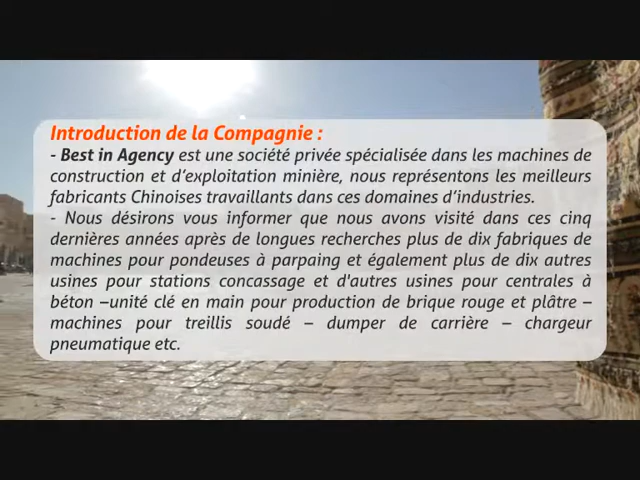 Introduction de la Compagnie :
- Best in Agency est une société privée spécialisée dans les machines de
construction et d’exploitation minière, nous représentons les meilleurs
fabricants Chinoises travaillants dans ces domaines d’industries.
- Nous désirons vous informer que nous avons visité dans ces cinq
dernières années après de longues recherches plus de dix fabriques de
machines pour pondeuses à parpaing et également plus de dix autres
usines pour stations concassage et d'autres usines pour centrales à
béton –unité clé en main pour production de brique rouge et plâtre –
machines pour treillis soudé – dumper de carrière – chargeur
pneumatique etc.